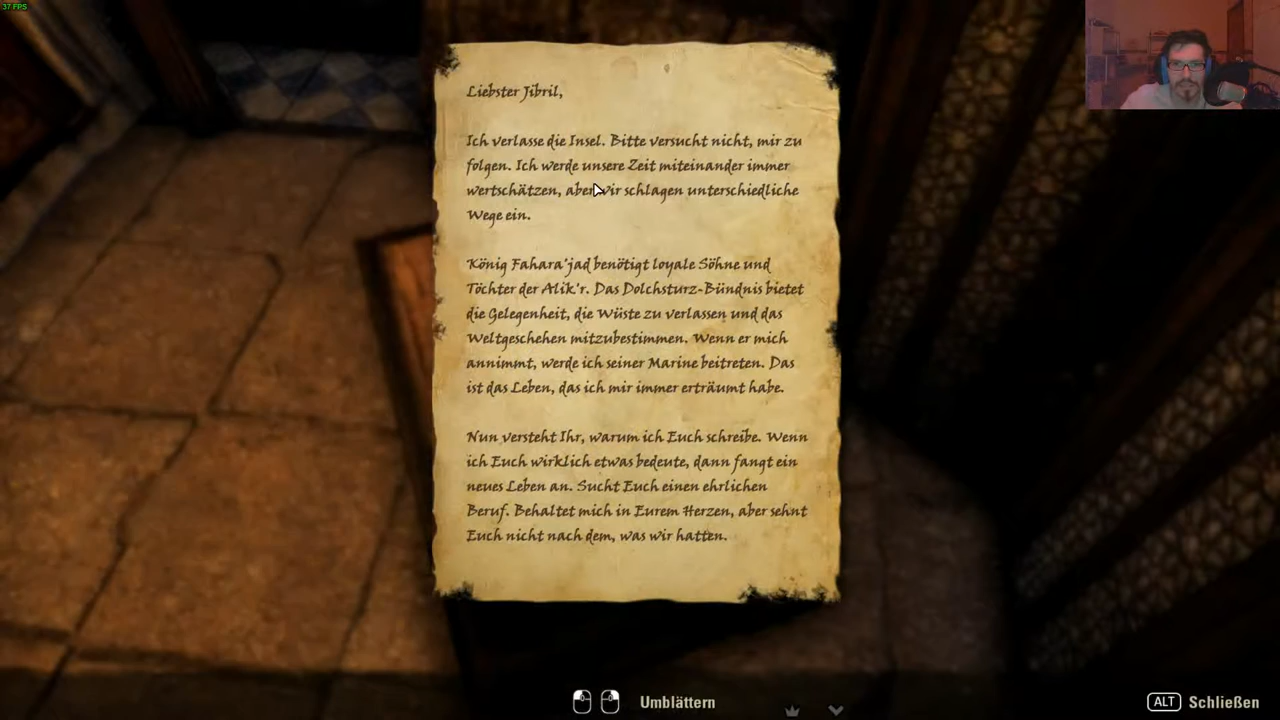 37 FPS
Liebster Jibril,
Ich verlasse die Insel. Bitte versucht nicht, mir zu
folgen. Ich werde unsere Zeit miteinander immer
wertschätzen, aber wir schlagen unterschiedliche
Wege ein.
König Fahara'jad benötigt loyale Söhne und
Töchter der Alik'r. Das Dolchsturz-Bündnis bietet
die Gelegenheit, die Wüste zu verlassen und das
Weltgeschehen mitzubestimmen. Wenn er mich
annimmt, werde ich seiner Marine beitreten. Das
ist das Leben, das ich mir immer erträumt habe.
Nun versteht Ihr, warum ich Euch schreibe. Wenn
ich Euch wirklich etwas bedeute, dann fangt ein
neues Leben an. Sucht Euch einen ehrlichen
Beruf. Behaltet mich in Eurem Herzen, aber sehnt
Euch nicht nach dem, was wir hatten.
Umblättern
ALT Schließen